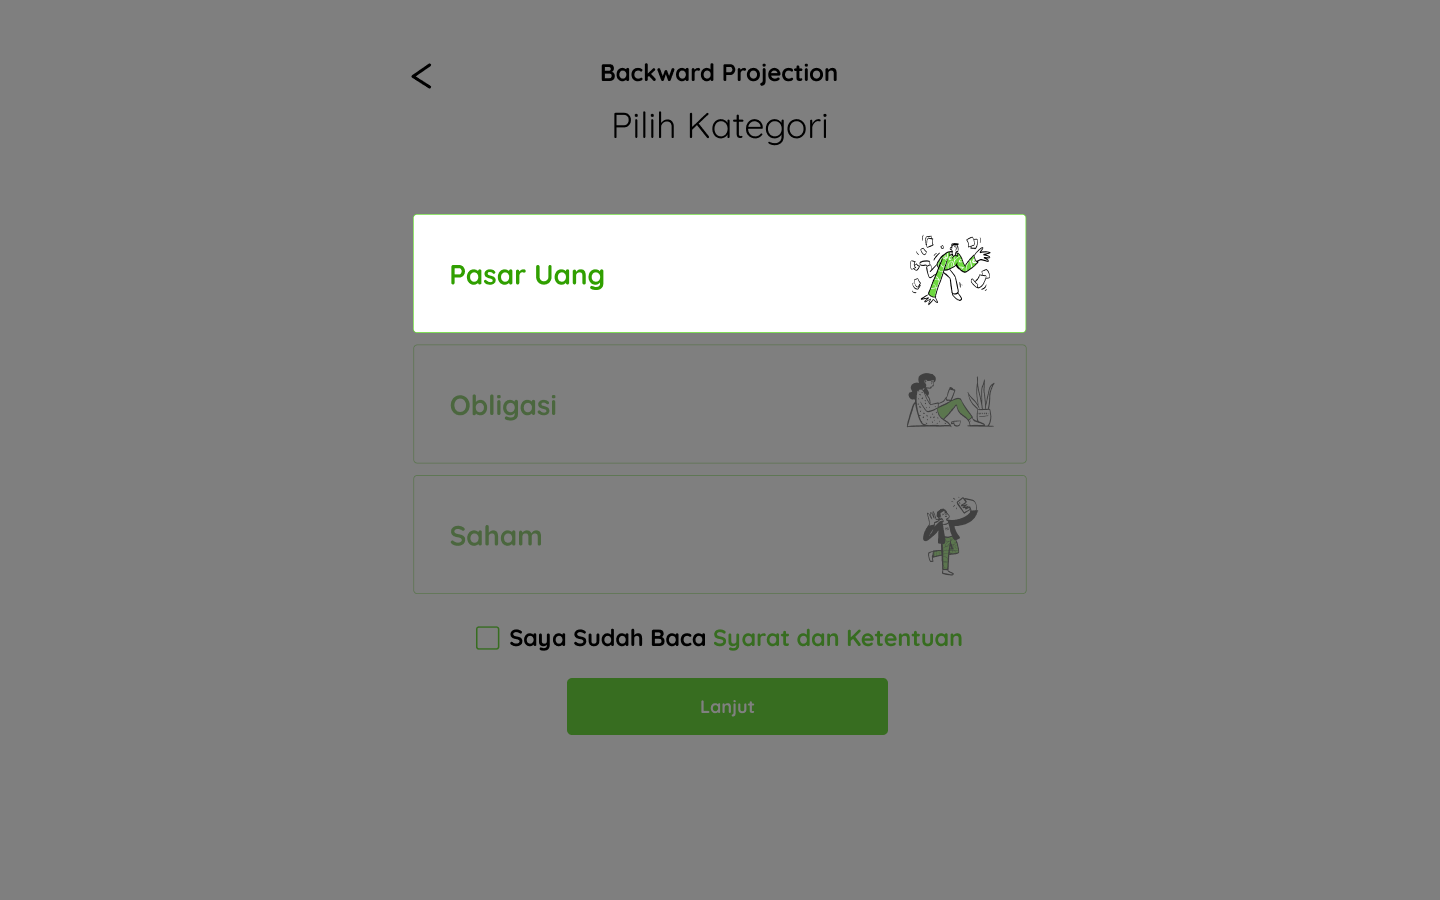 Backward Projection
Pilih Kategori
Pasar Uang
Obligasi
Saham
Saya Sudah Baca Syarat dan Ketentuan
Lanjut